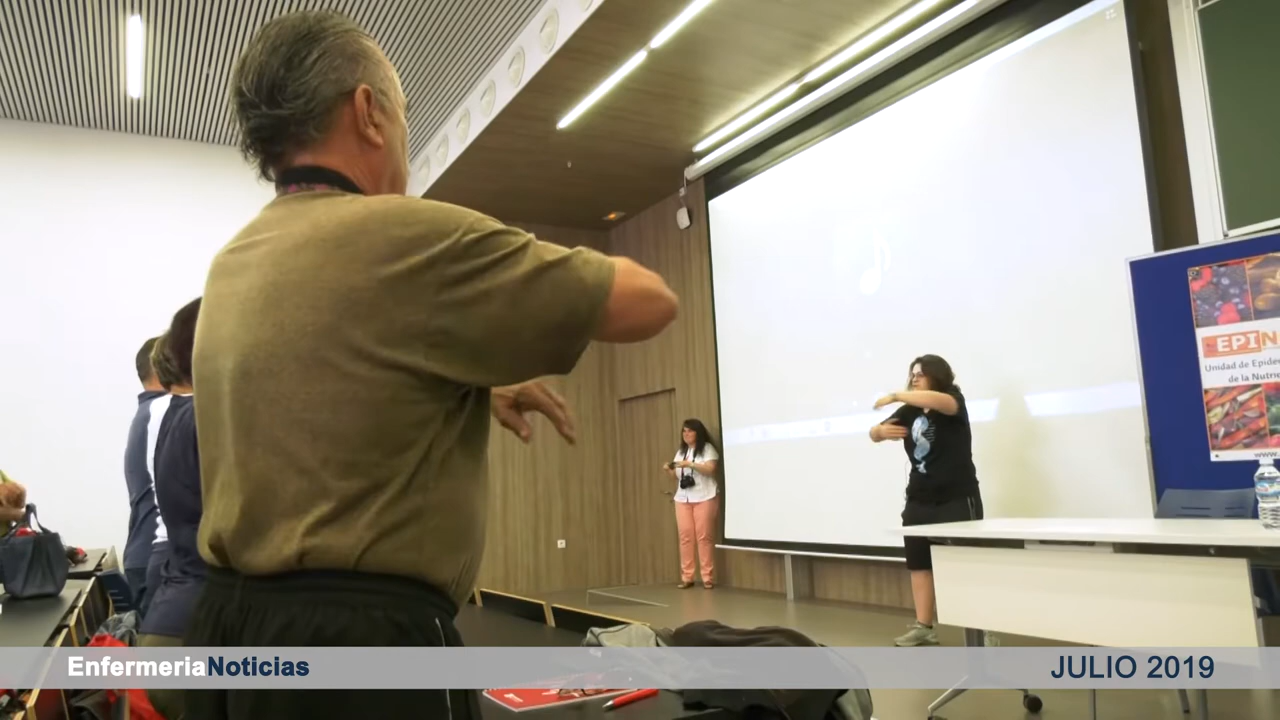 EPIN
Unidad de Epide
de la Nutri
EnfermeriaNoticias
JULIO 2019